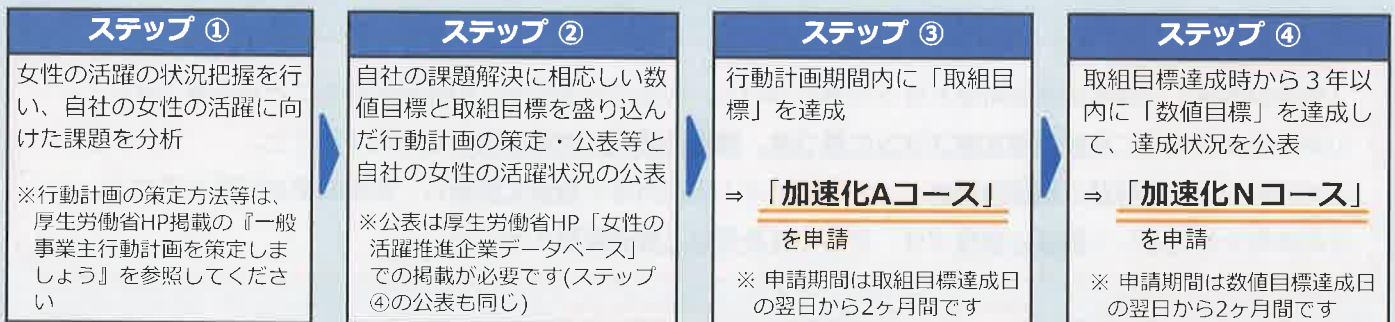 ステップ ①
女性の活躍の状況把握を行
い、自社の女性の活躍に向
けた課題を分析
※行動計画の策定方法等は、
厚生労働省HP掲載の『一般
事業主行動計画を策定しま
しょう』を参照してくださ
い
ステップ ②
自社の課題解決に相応しい数
値目標と取組目標を盛り込ん
だ行動計画の策定・公表等と
自社の女性の活躍状況の公表
※公表は厚生労働省HP「女性の
活躍推進企業データベース」
での掲載が必要です(ステップ
④の公表も同じ)
ステップ ③
行動計画期間内に「取組目
標」を達成
⇒ 「加速化Aコース」
を申請
※ 申請期間は取組目標達成日
の翌日から2ヶ月間です
ステップ ④
取組目標達成時から３年以
内に「数値目標」を達成し
て、達成状況を公表
⇒ 「加速化Ｎコース」
を申請
※ 申請期間は数値目標達成日
の翌日から2ヶ月間です